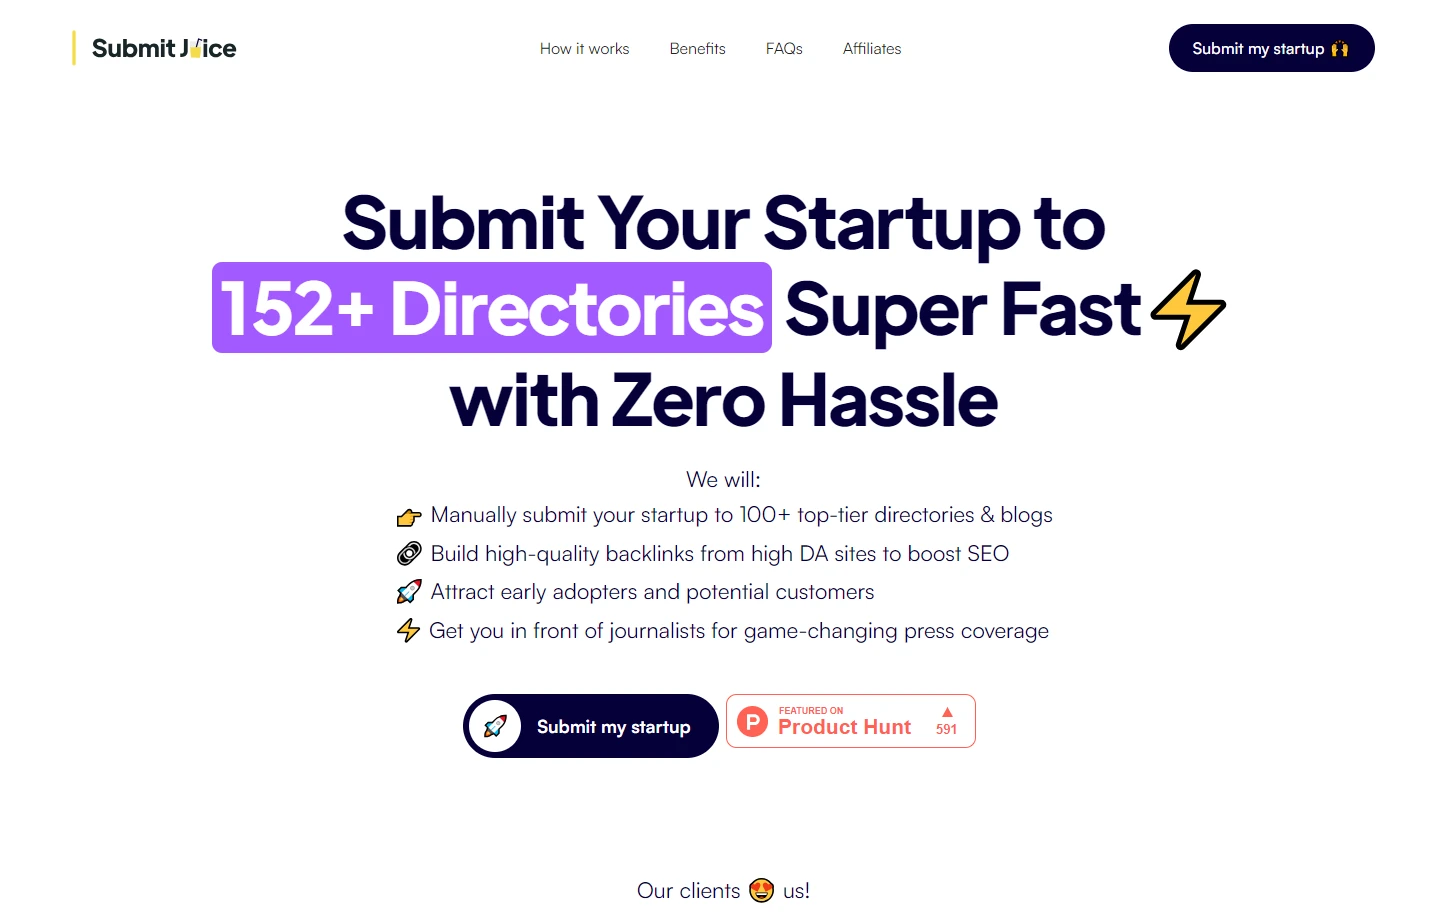 Submit Juice
How it works
Benefits
FAQs
Affiliates
Submit my startup 🙌
Submit Your Startup to
152+ Directories Super Fast⚡
with Zero Hassle
We will:
👉 Manually submit your startup to 100+ top-tier directories & blogs
🔗 Build high-quality backlinks from high DA sites to boost SEO
🚀 Attract early adopters and potential customers
⚡ Get you in front of journalists for game-changing press coverage
🚀 Submit my startup
P
FEATURED ON
Product Hunt
▲
591
Our clients 😍 us!